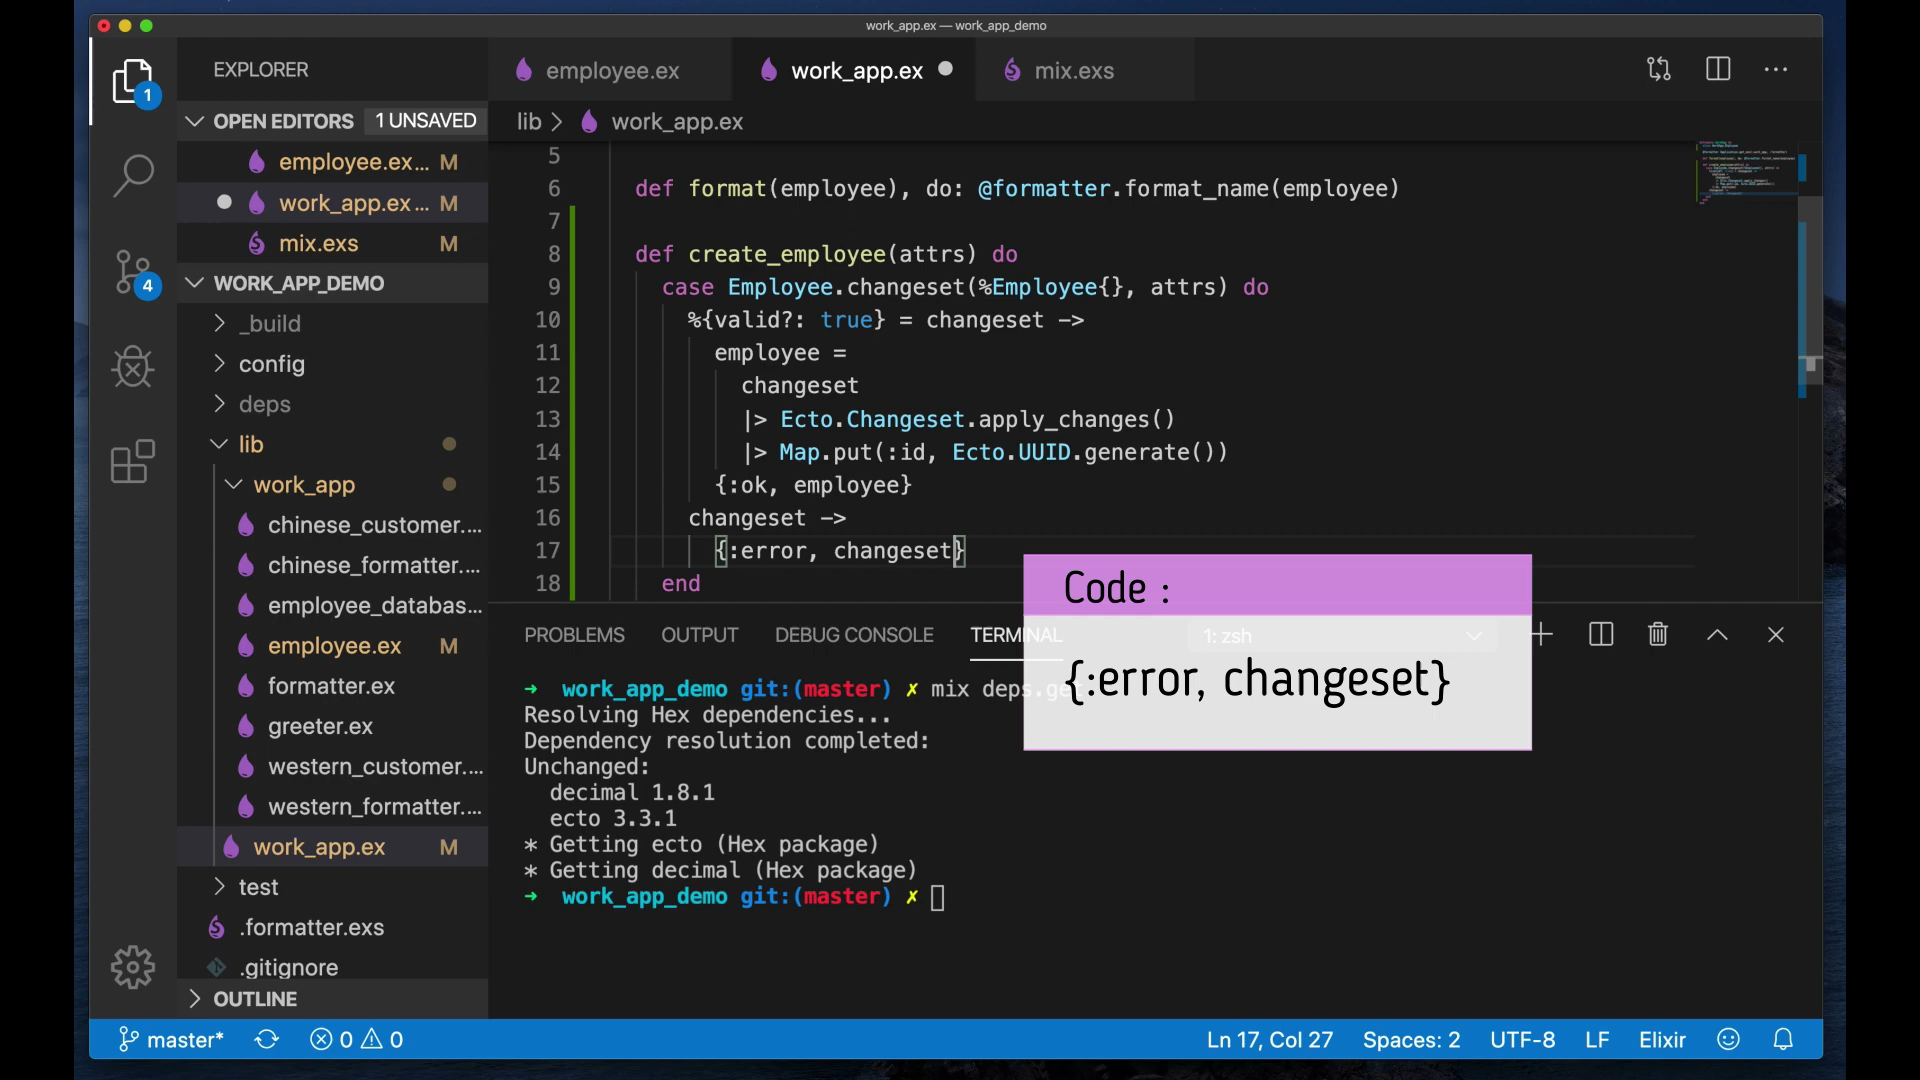 work_app.ex — work_app_demo
EXPLORER
employee.ex
work_app.ex
mix.exs
1
OPEN EDITORS
1 UNSAVED
lib
work_app.ex
employee.ex... M
work_app.ex ... M
mix.exs M
WORK_APP_DEMO
4
_build
config
deps
lib
work_app
chinese_customer....
chinese_formatter....
employee_databas...
employee.ex M
formatter.ex
greeter.ex
western_customer....
western_formatter....
work_app.ex M
test
.formatter.exs
.gitignore
OUTLINE
5
6 def format(employee), do: @formatter.format_name(employee)
7
8 def create_employee(attrs) do
9 case Employee.changeset(%Employee{}, attrs) do
10 %{valid?: true} = changeset ->
11 employee =
12 changeset
13 |> Ecto.Changeset.apply_changes()
14 |> Map.put(:id, Ecto.UUID.generate())
15 {:ok, employee}
16 changeset ->
17 {:error, changeset}
18 end
Code :
{:error, changeset}
PROBLEMS
OUTPUT
DEBUG CONSOLE
TERMINAL
1: zsh
→ work_app_demo git:(master) ✗ mix deps.get
Resolving Hex dependencies...
Dependency resolution completed:
Unchanged:
decimal 1.8.1
ecto 3.3.1
* Getting ecto (Hex package)
* Getting decimal (Hex package)
→ work_app_demo git:(master) ✗
master*
0
0
Ln 17, Col 27
Spaces: 2
UTF-8
LF
Elixir